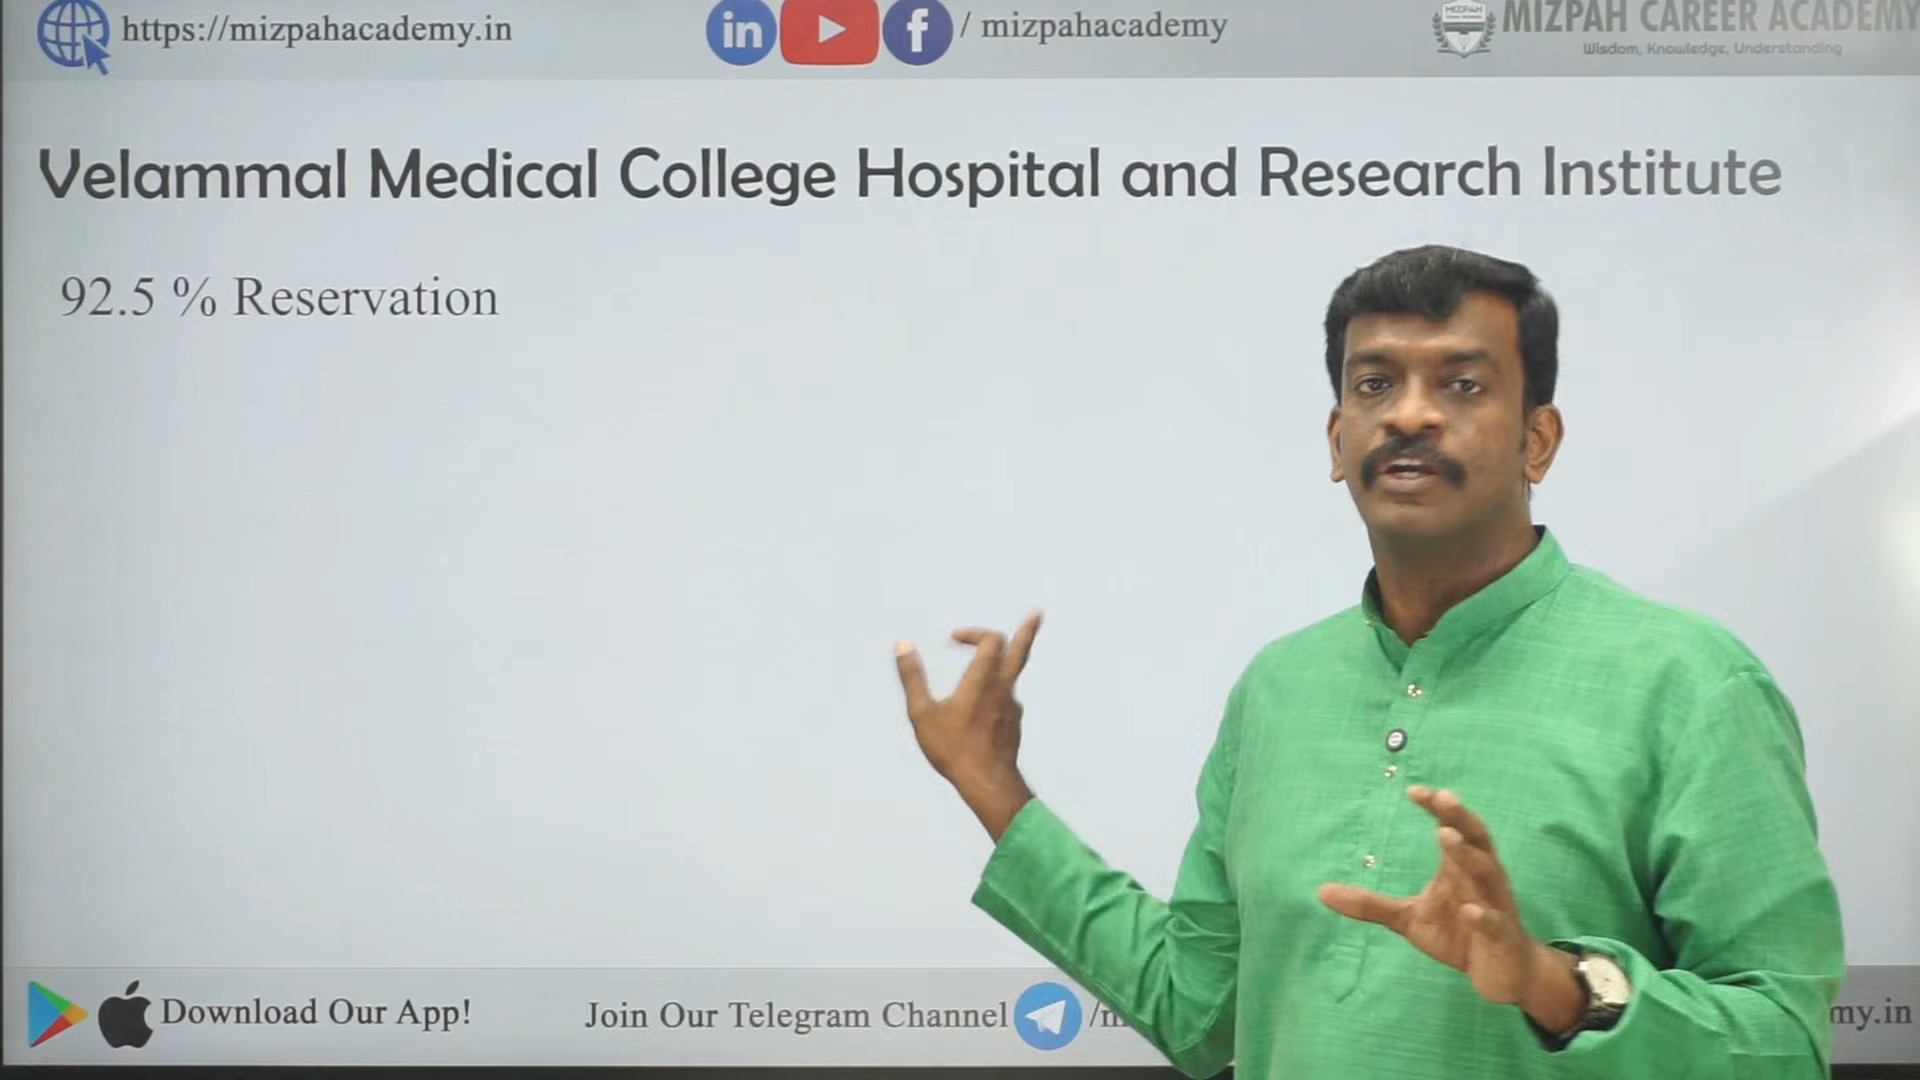 https://mizpahacademy.in
in f / mizpahacademy
MIZPAH CAREER ACADEMY
Wisdom, Knowledge, Understanding
Velammal Medical College Hospital and Research Institute
92.5 % Reservation
Download Our App!
Join Our Telegram Channel
my.in